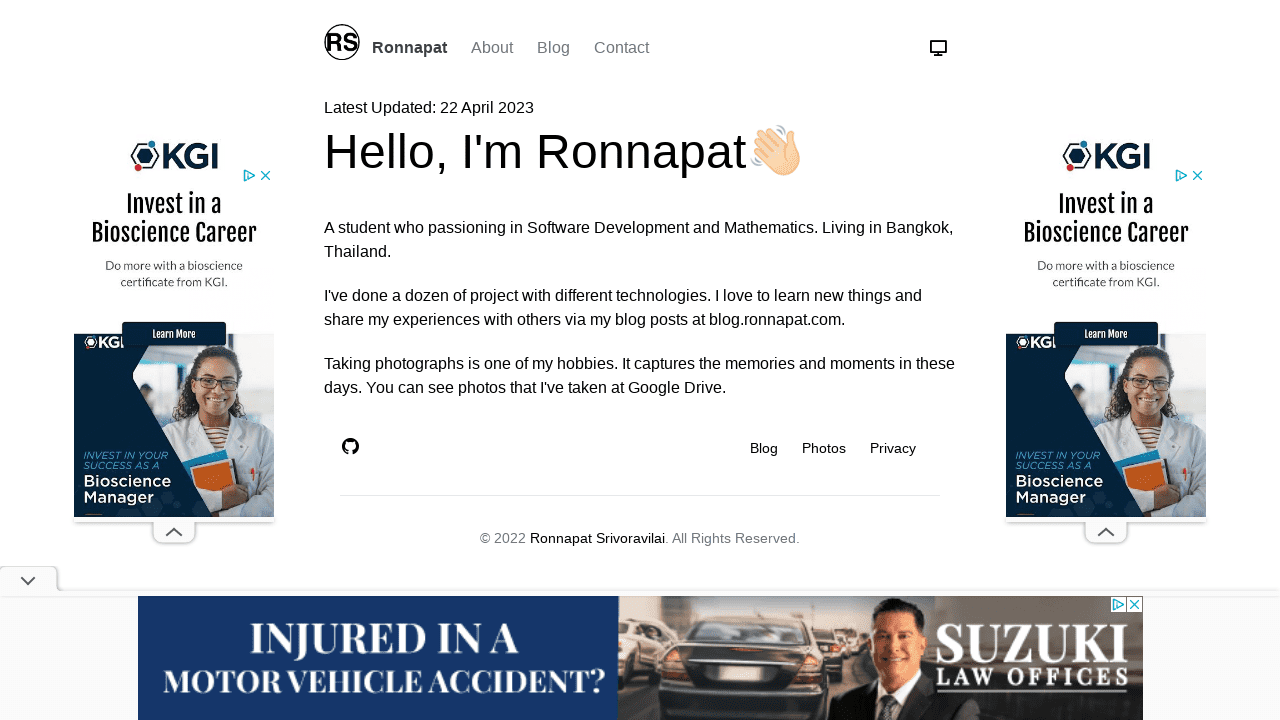 RS Ronnapat About Blog Contact
Latest Updated: 22 April 2023
Hello, I'm Ronnapat
A student who passioning in Software Development and Mathematics. Living in Bangkok,
Thailand.
I've done a dozen of project with different technologies. I love to learn new things and
share my experiences with others via my blog posts at blog.ronnapat.com.
Taking photographs is one of my hobbies. It captures the memories and moments in these
days. You can see photos that I've taken at Google Drive.
Blog Photos Privacy
© 2022 Ronnapat Srivoravilai. All Rights Reserved.
KGI
Invest in a
Bioscience Career
Do more with a bioscience
certificate from KGI.
Learn More
KGI
INVEST IN YOUR
SUCCESS AS A
Bioscience
Manager
KGI
Invest in a
Bioscience Career
Do more with a bioscience
certificate from KGI.
Learn More
KGI
INVEST IN YOUR
SUCCESS AS A
Bioscience
Manager
INJURED IN A
MOTOR VEHICLE ACCIDENT?
SUZUKI
LAW OFFICES